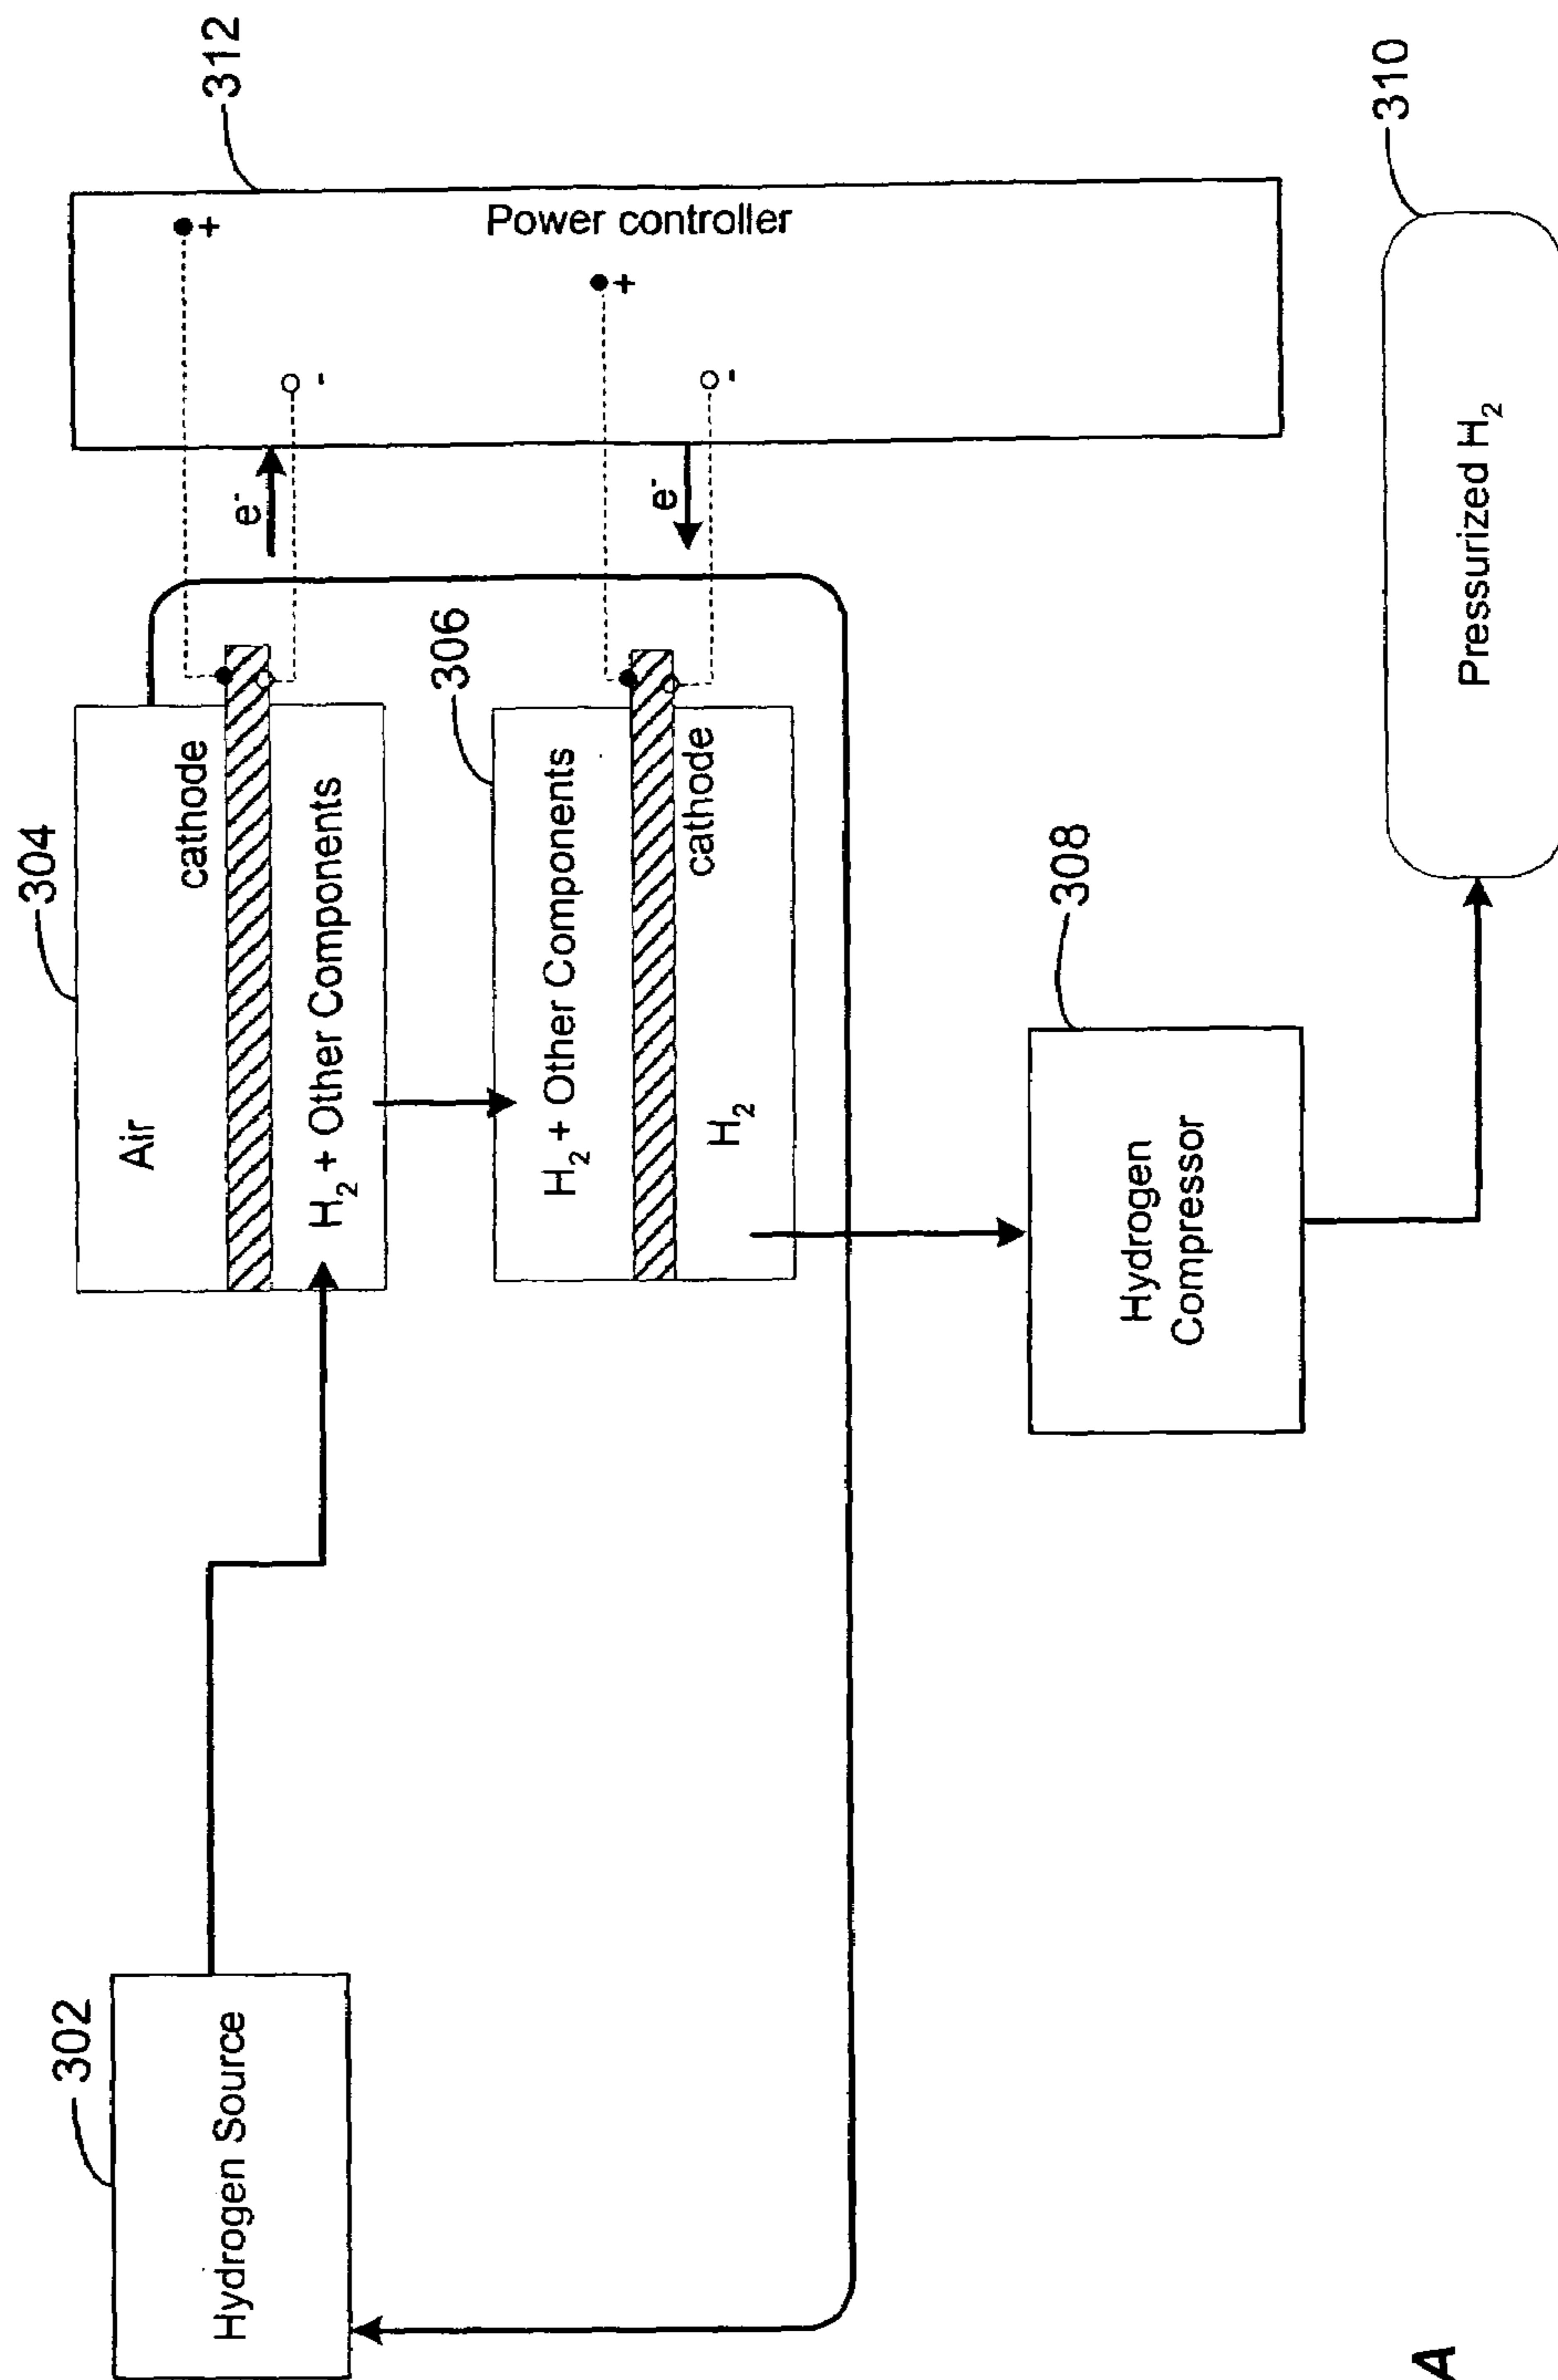 302
Hydrogen Source
304
Air
cathode
H₂ + Other Components
306
H₂ + Other Components
cathode
H₂
308
Hydrogen
Compressor
310
Pressurized H₂
312
Power controller
+
-
+
-
e⁻
e⁻
A